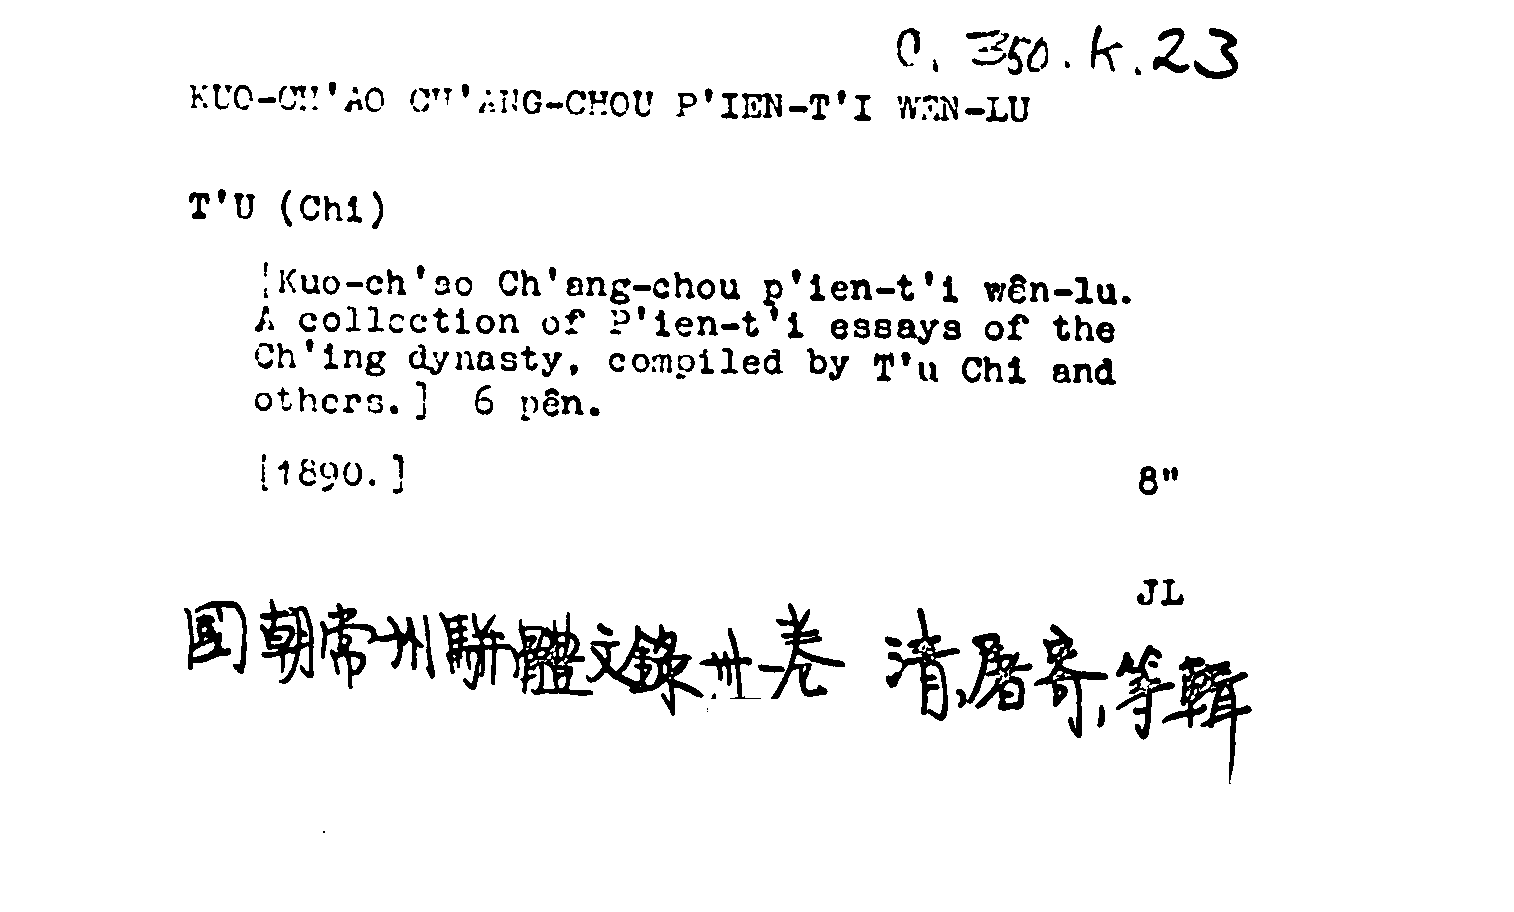 C. 350. K. 23
KUO-CH'AO CH'ANG-CHOU P'IEN-T'I WEN-LU
T'U (Chi)
[Kuo-ch'ao Ch'ang-chou p'ien-t'i wên-lu.
A collection of P'ien-t'i essays of the
Ch'ing dynasty, compiled by T'u Chi and
others.] 6 pên.
[1890.]
8"
JL
國朝常州駢體文錄卅一卷 清,屠寄,等輯